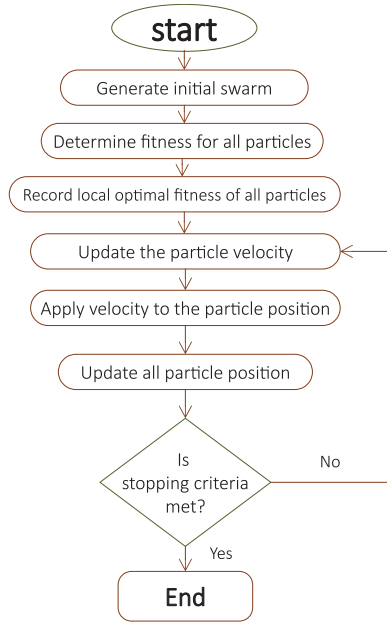 start
Generate initial swarm
Determine fitness for all particles
Record local optimal fitness of all particles
Update the particle velocity
Apply velocity to the particle position
Update all particle position
Is
stopping criteria
met?
No
Yes
End